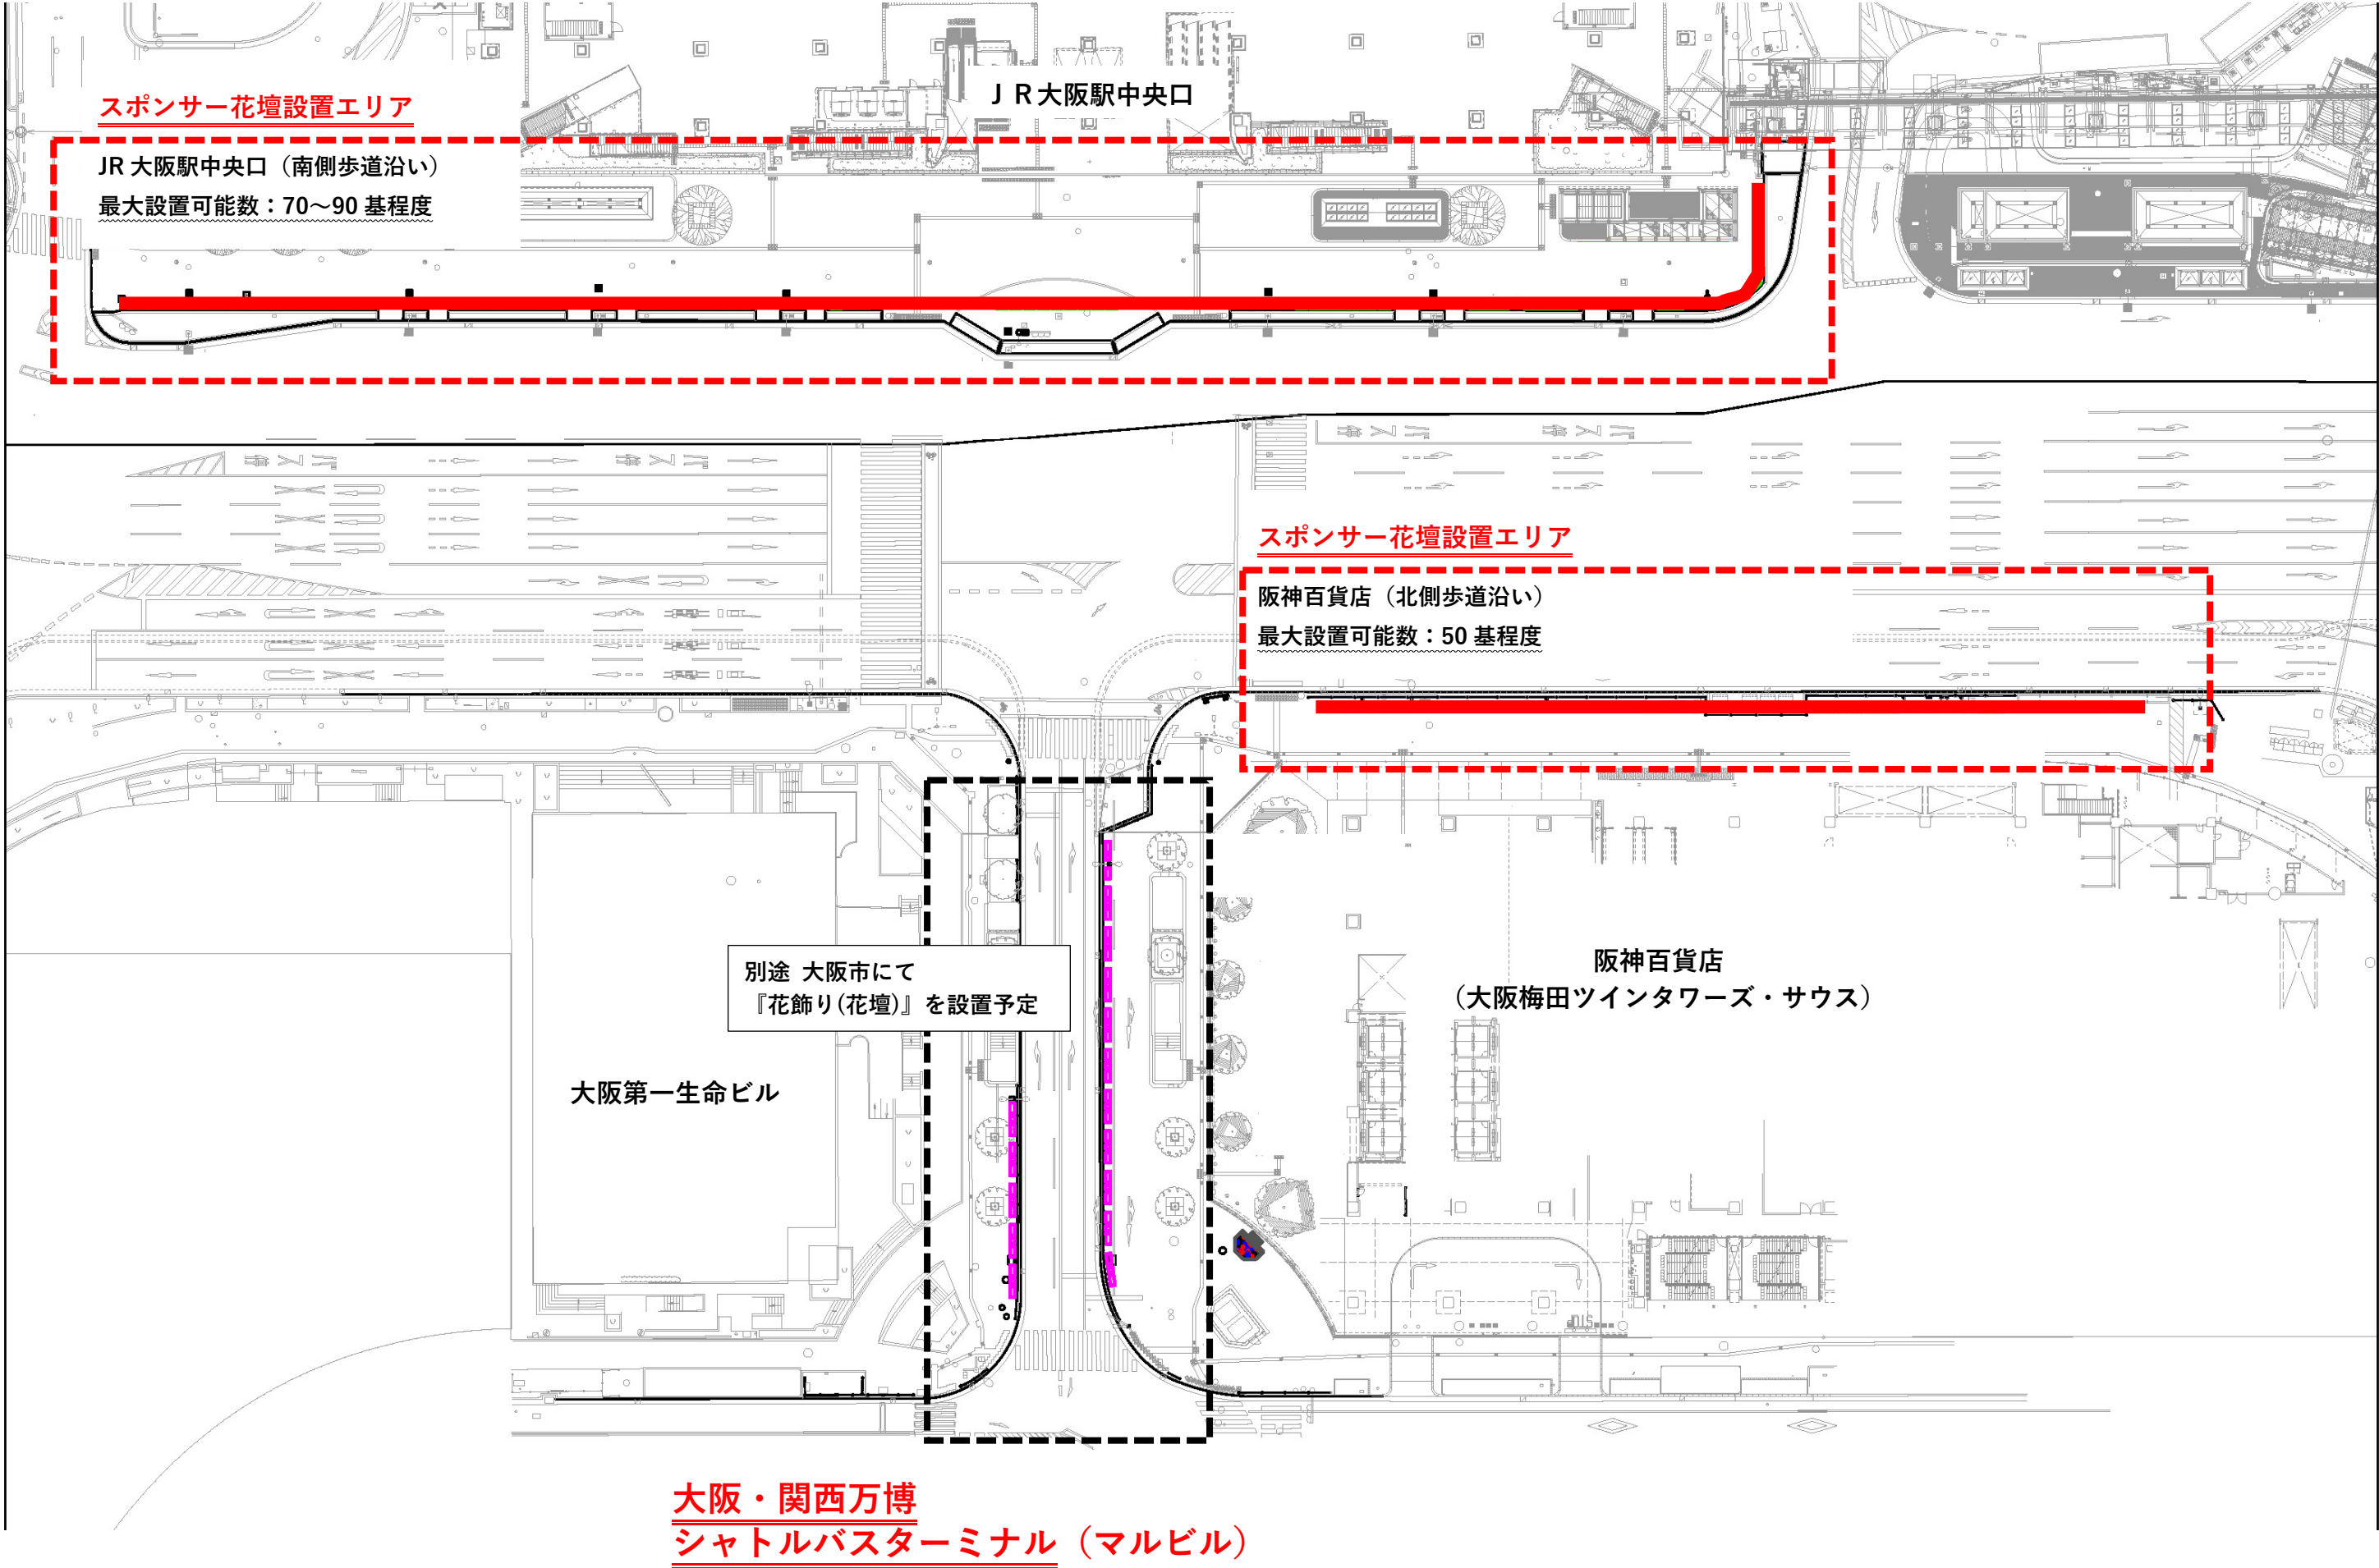 スポンサー花壇設置エリア
JR 大阪駅中央口（南側歩道沿い）
最大設置可能数：70～90 基程度
ＪＲ大阪駅中央口
スポンサー花壇設置エリア
阪神百貨店（北側歩道沿い）
最大設置可能数：50 基程度
別途 大阪市にて
『花飾り(花壇)』を設置予定
阪神百貨店
（大阪梅田ツインタワーズ・サウス）
大阪第一生命ビル
大阪・関西万博
シャトルバスターミナル（マルビル）